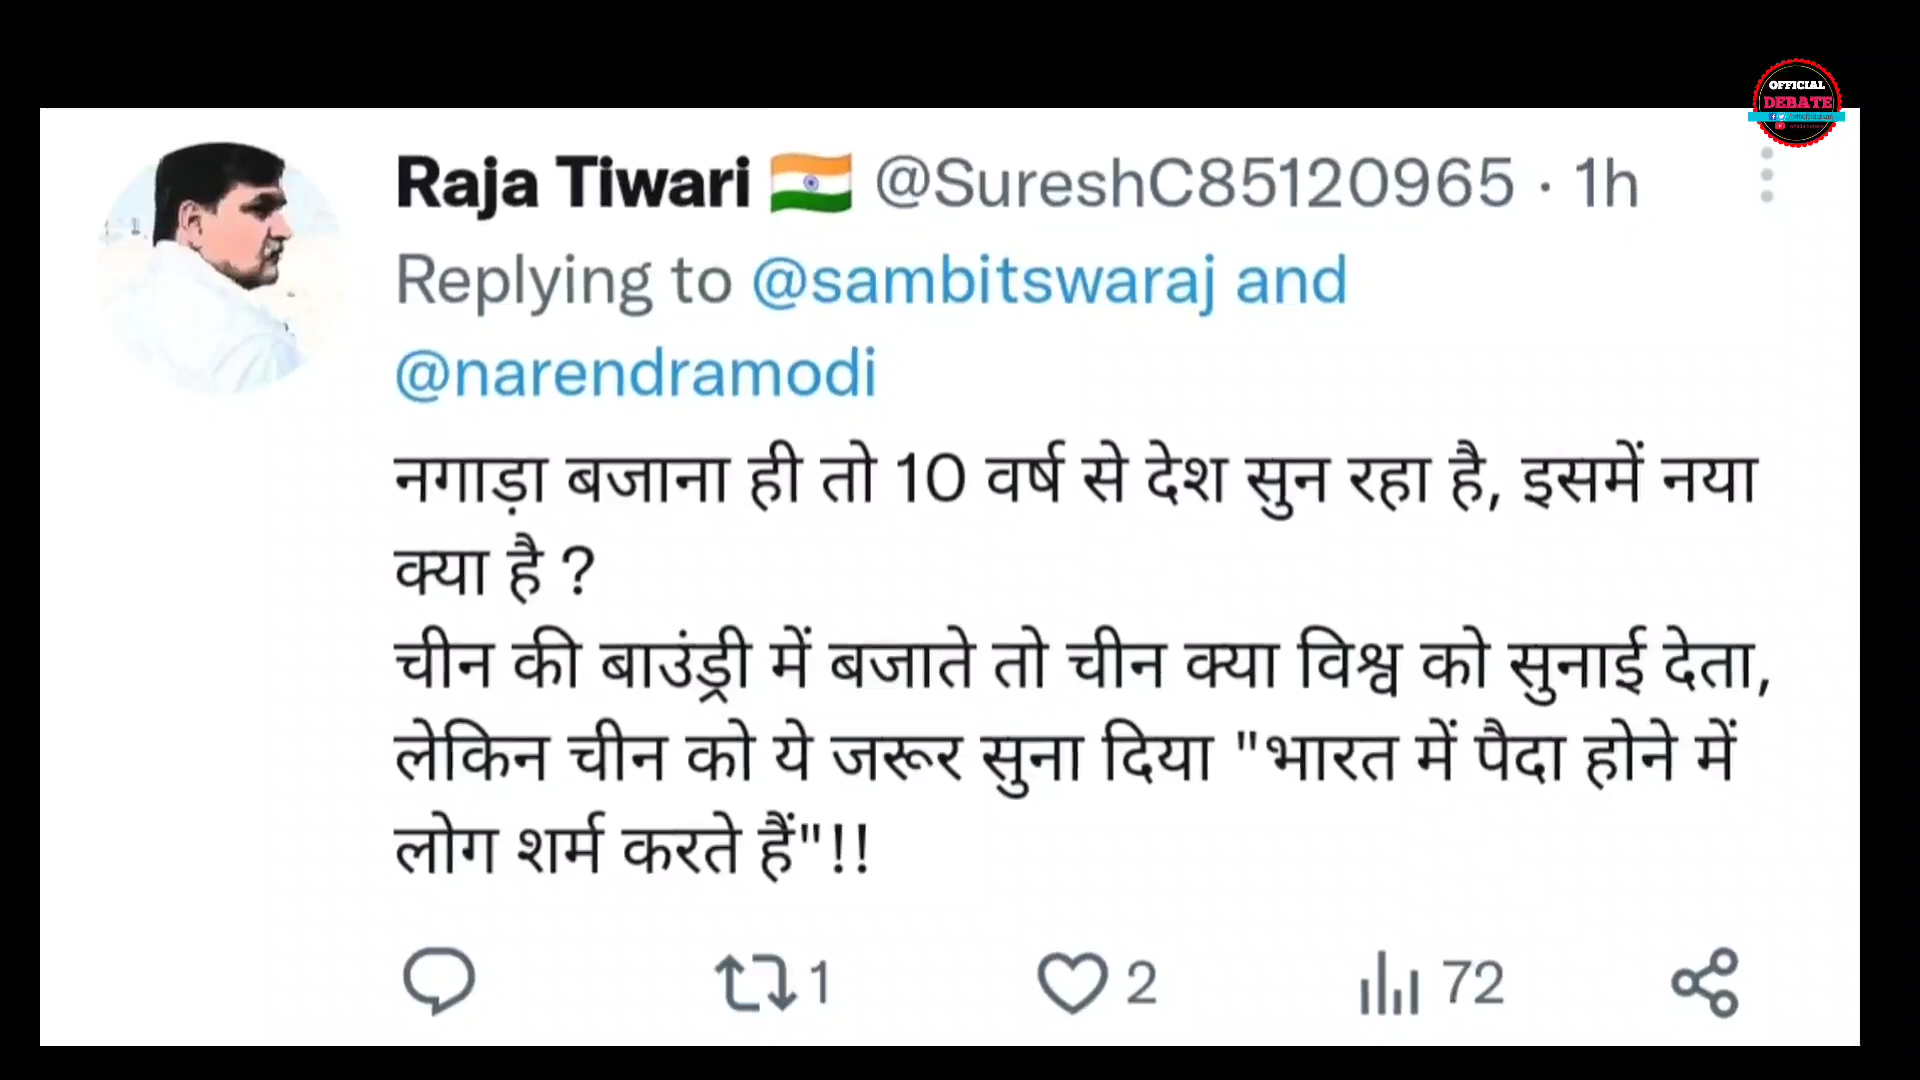 OFFICIAL
DEBATE
Raja Tiwari 🇮🇳 @SureshC85120965 · 1h
Replying to @sambitswaraj and
@narendramodi
नगाड़ा बजाना ही तो 10 वर्ष से देश सुन रहा है, इसमें नया
क्या है ?
चीन की बाउंड्री में बजाते तो चीन क्या विश्व को सुनाई देता,
लेकिन चीन को ये जरूर सुना दिया "भारत में पैदा होने में
लोग शर्म करते हैं"!!
1 2 72